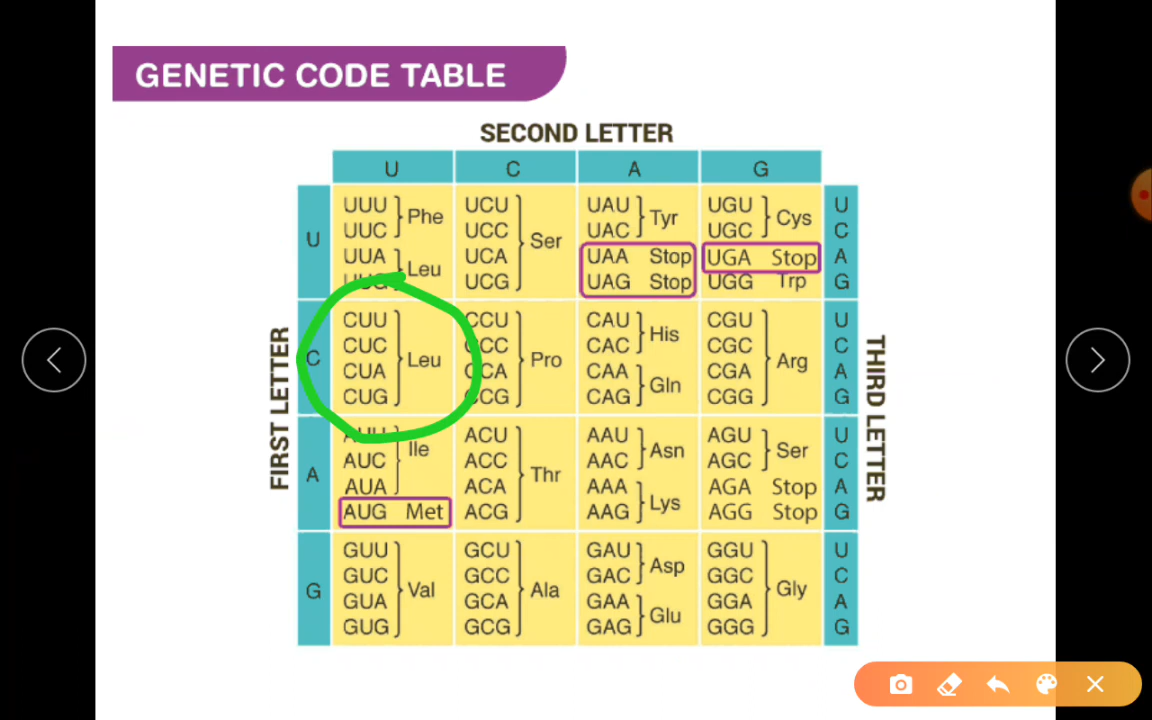 GENETIC CODE TABLE
SECOND LETTER
U C A G
FIRST LETTER
U
UUU
UUC
Phe
UUA
UUG
Leu
UCU
UCC
UCA
UCG
Ser
UAU
UAC
Tyr
UAA Stop
UAG Stop
UGU
UGC
Cys
UGA Stop
UGG Trp
U
C
A
G
C
CUU
CUC
CUA
CUG
Leu
CCU
CCC
CCA
CCG
Pro
CAU
CAC
His
CAA
CAG
Gln
CGU
CGC
CGA
CGG
Arg
U
C
A
G
A
AUU
AUC
AUA
Ile
AUG Met
ACU
ACC
ACA
ACG
Thr
AAU
AAC
Asn
AAA
AAG
Lys
AGU
AGC
Ser
AGA Stop
AGG Stop
U
C
A
G
G
GUU
GUC
GUA
GUG
Val
GCU
GCC
GCA
GCG
Ala
GAU
GAC
Asp
GAA
GAG
Glu
GGU
GGC
GGA
GGG
Gly
U
C
A
G
THIRD LETTER